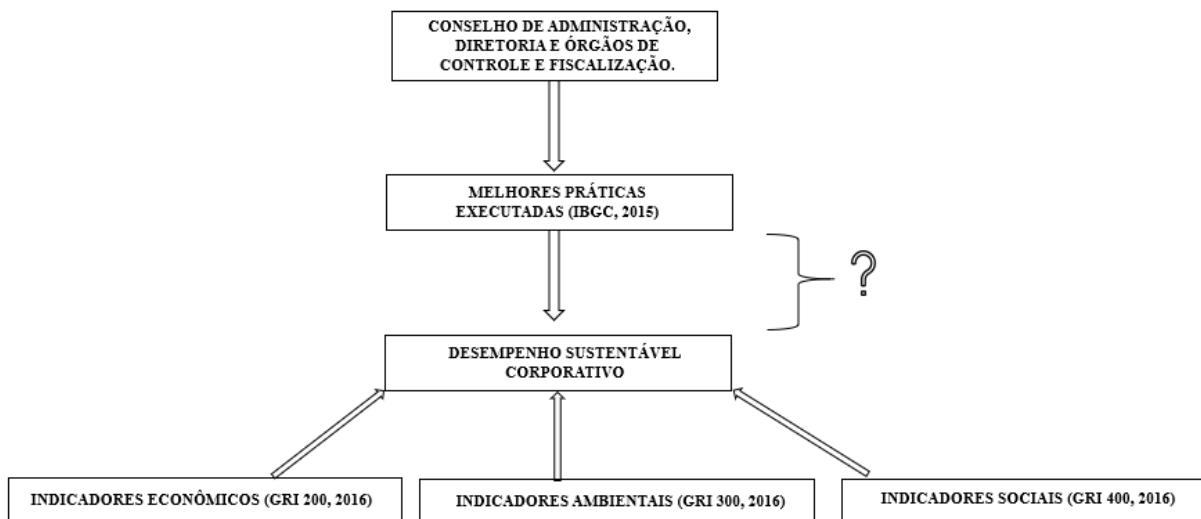 CONSELHO DE ADMINISTRAÇÃO,
DIRETORIA E ÓRGÃOS DE
CONTROLE E FISCALIZAÇÃO.
MELHORES PRÁTICAS
EXECUTADAS (IBGC, 2015)
?
DESEMPENHO SUSTENTÁVEL
CORPORATIVO
INDICADORES ECONÔMICOS (GRI 200, 2016)
INDICADORES AMBIENTAIS (GRI 300, 2016)
INDICADORES SOCIAIS (GRI 400, 2016)